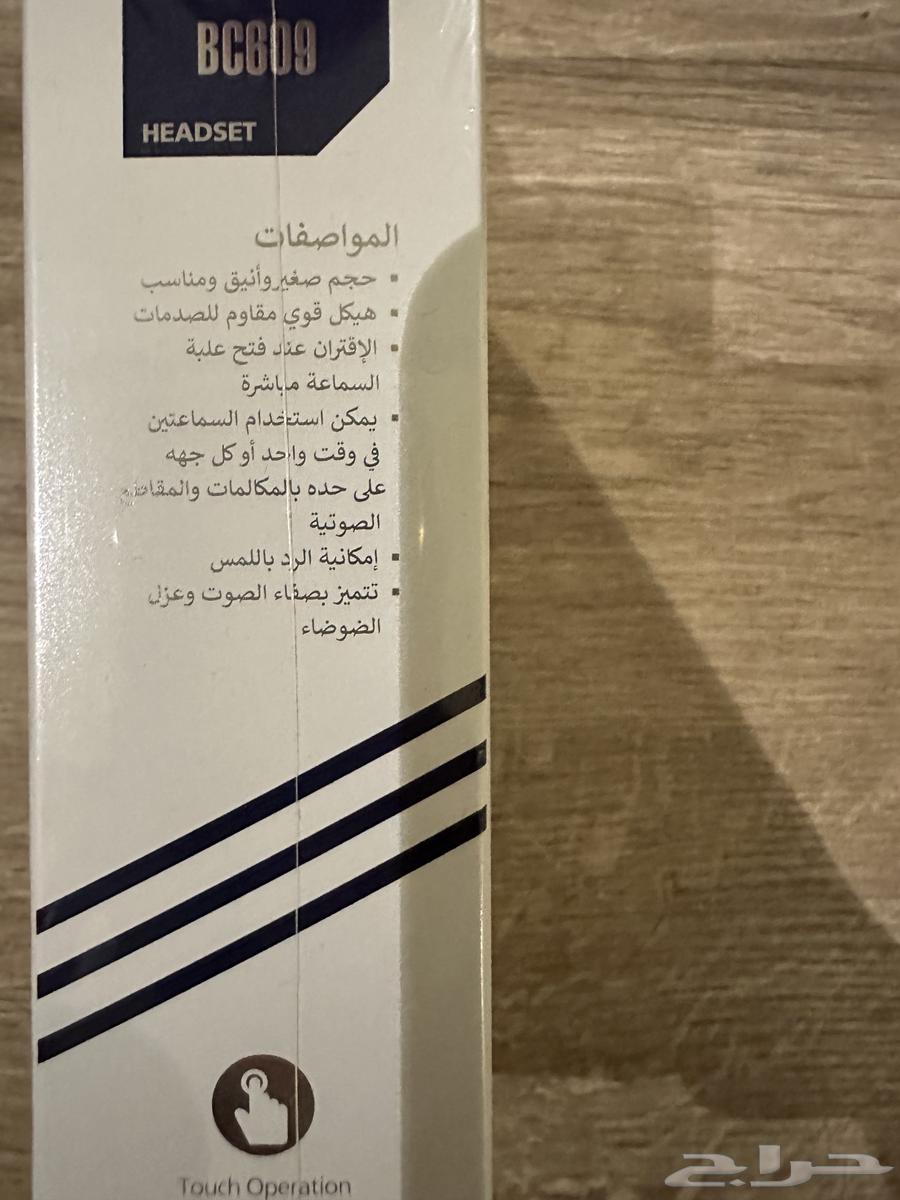 BC609
HEADSET
المواصفات
▪ حجم صغير وأنيق ومناسب
▪ هيكل قوي مقاوم للصدمات
▪ الإقتران عند فتح علبة
السماعة مباشرة
▪ يمكن استخدام السماعتين
في وقت واحد أو كل جهه
على حده بالمكالمات والمقاطع
الصوتية
▪ إمكانية الرد باللمس
▪ تتميز بصفاء الصوت وعزل
الضوضاء
Touch Operation
حراج